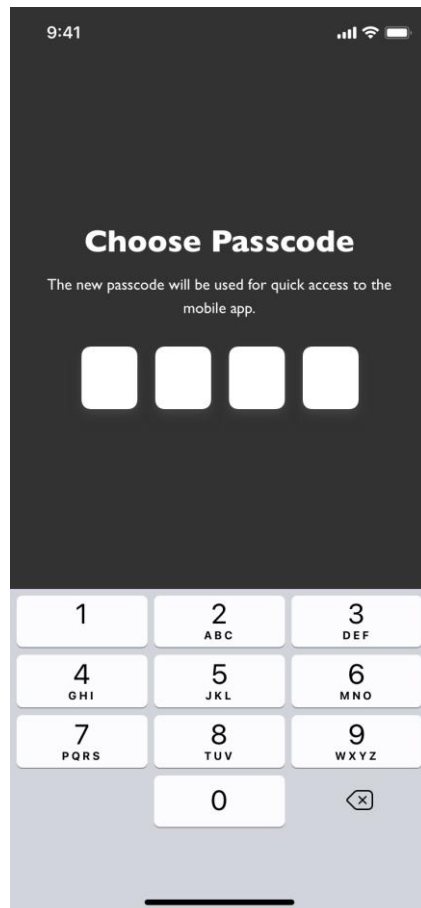 9:41
Choose Passcode
The new passcode will be used for quick access to the
mobile app.
1 2 3
ABC DEF
4 5 6
GHI JKL MNO
7 8 9
PQRS TUV WXYZ
0